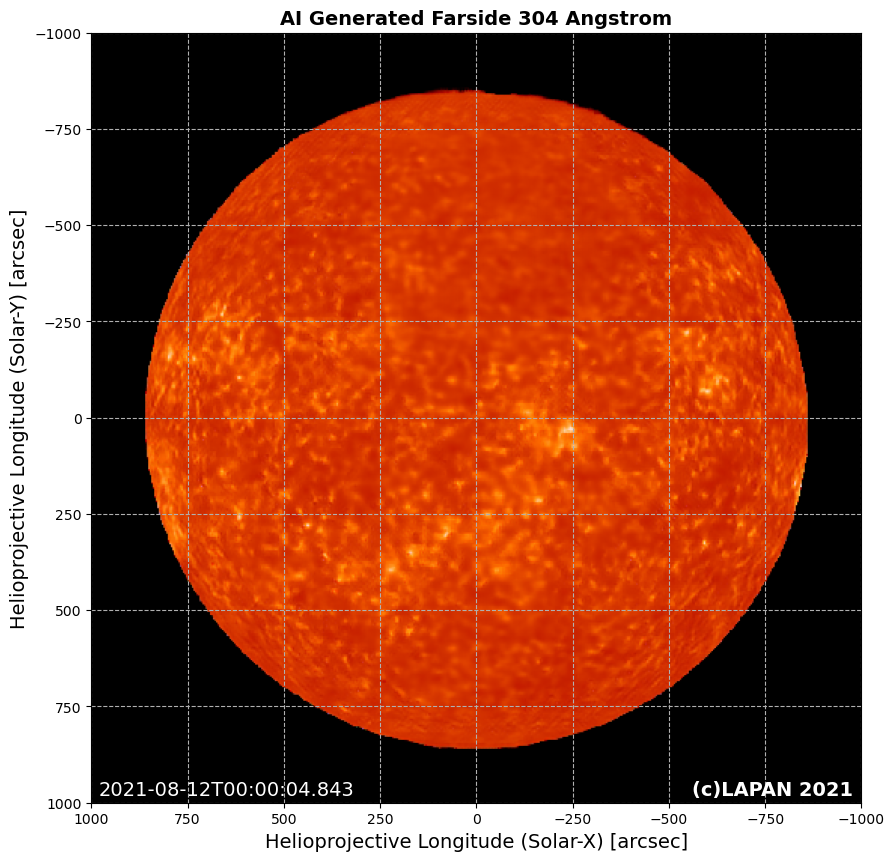 AI Generated Farside 304 Angstrom
Helioprojective Longitude (Solar-Y) [arcsec]
−1000
−750
−500
−250
0
250
500
750
1000
2021-08-12T00:00:04.843
(c)LAPAN 2021
1000 750 500 250 0 −250 −500 −750 −1000
Helioprojective Longitude (Solar-X) [arcsec]